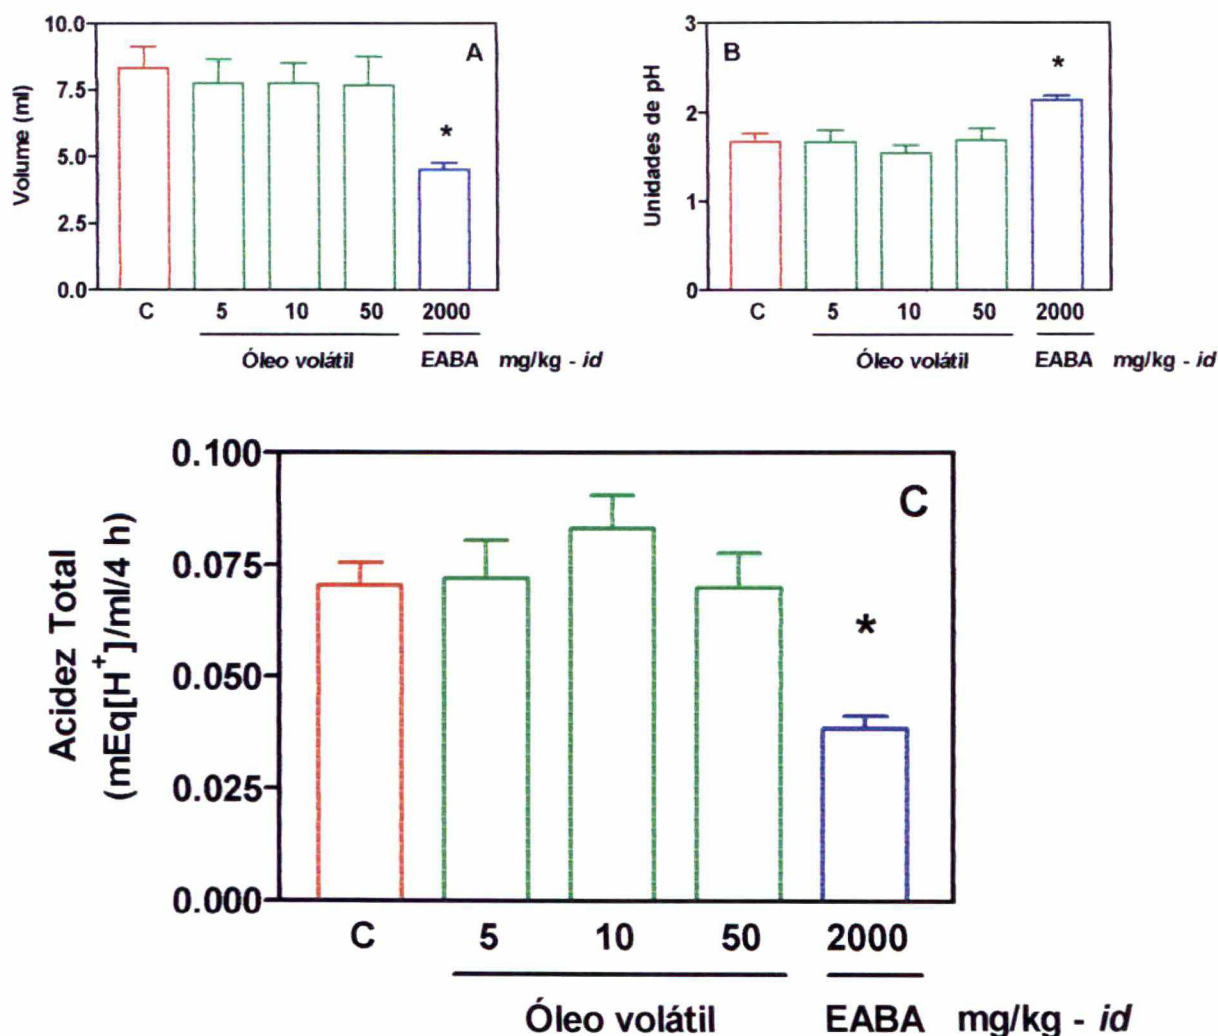 10.0
7.5
5.0
2.5
0.0
Volume (ml)
A
*
C 5 10 50 2000
Óleo volátil EABA mg/kg - id
3
2
1
0
Unidades de pH
B
*
C 5 10 50 2000
Óleo volátil EABA mg/kg - id
0.100
0.075
0.050
0.025
0.000
Acidez Total
(mEq[H⁺]/ml/4 h)
C
*
C 5 10 50 2000
Óleo volátil EABA mg/kg - id